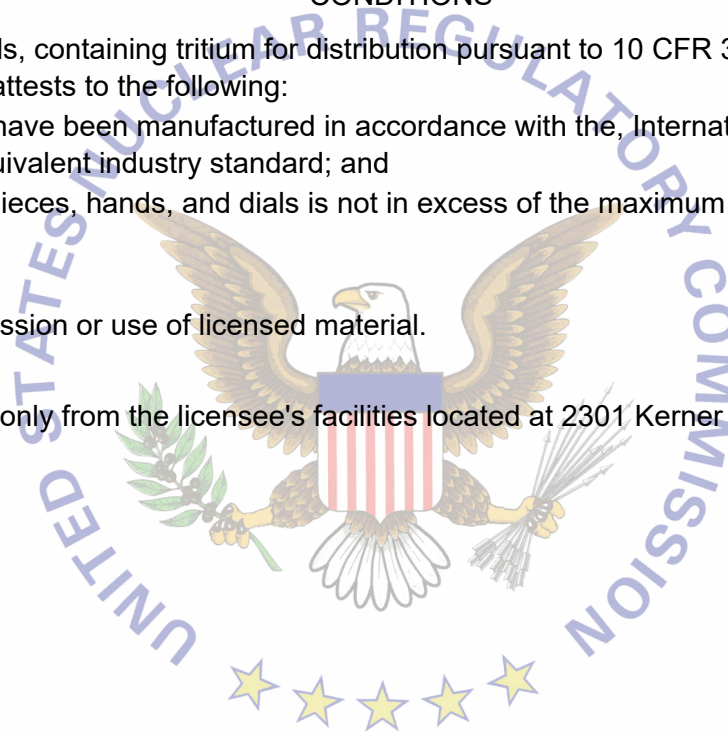 CONDITIONS
ls, containing tritium for distribution pursuant to 10 CFR 3
attests to the following:
have been manufactured in accordance with the, Internat
uivalent industry standard; and
ieces, hands, and dials is not in excess of the maximum
ssion or use of licensed material.
only from the licensee's facilities located at 2301 Kerner
UNITED STATES NUCLEAR REGULATORY COMMISSION